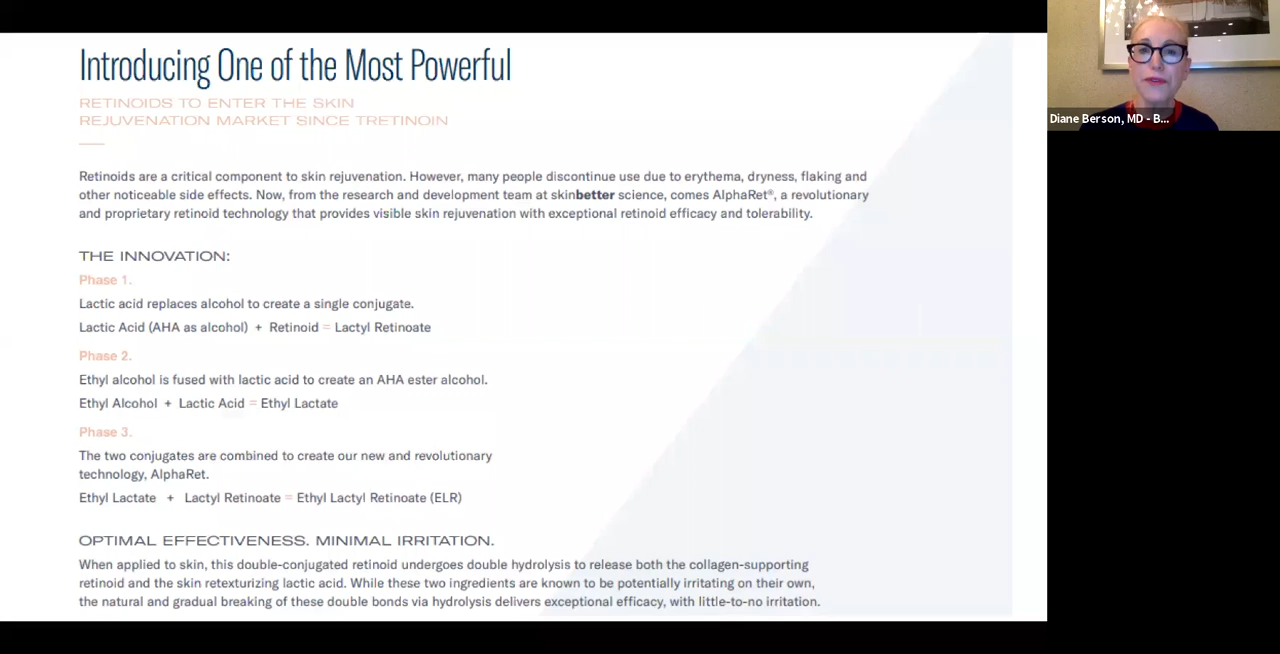 Introducing One of the Most Powerful
RETINOIDS TO ENTER THE SKIN
REJUVENATION MARKET SINCE TRETINOIN
Retinoids are a critical component to skin rejuvenation. However, many people discontinue use due to erythema, dryness, flaking and
other noticeable side effects. Now, from the research and development team at skinbetter science, comes AlphaRet®, a revolutionary
and proprietary retinoid technology that provides visible skin rejuvenation with exceptional retinoid efficacy and tolerability.
THE INNOVATION:
Phase 1.
Lactic acid replaces alcohol to create a single conjugate.
Lactic Acid (AHA as alcohol) + Retinoid = Lactyl Retinoate
Phase 2.
Ethyl alcohol is fused with lactic acid to create an AHA ester alcohol.
Ethyl Alcohol + Lactic Acid = Ethyl Lactate
Phase 3.
The two conjugates are combined to create our new and revolutionary
technology, AlphaRet.
Ethyl Lactate + Lactyl Retinoate = Ethyl Lactyl Retinoate (ELR)
OPTIMAL EFFECTIVENESS. MINIMAL IRRITATION.
When applied to skin, this double-conjugated retinoid undergoes double hydrolysis to release both the collagen-supporting
retinoid and the skin retexturizing lactic acid. While these two ingredients are known to be potentially irritating on their own,
the natural and gradual breaking of these double bonds via hydrolysis delivers exceptional efficacy, with little-to-no irritation.
Diane Berson, MD - B...